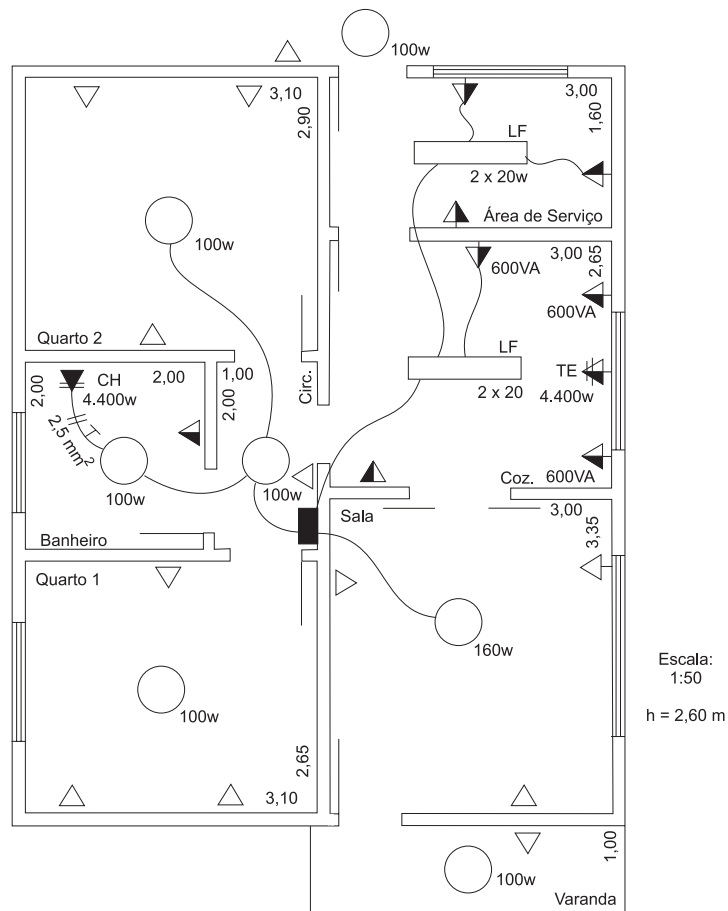 100w
3,10
2,90
3,00
1,60
LF
2 x 20w
Área de Serviço
100w
600VA
3,00
2,65
600VA
Quarto 2
LF
2 x 20
TE
4.400w
Circ.
2,00
CH
4.400w
2,00
1,00
2,00
2,5 mm²
T
100w
100w
600VA
Coz.
Sala
3,00
3,35
Banheiro
Quarto 1
160w
100w
2,65
3,10
Escala:
1:50
h = 2,60 m
100w
1,00
Varanda